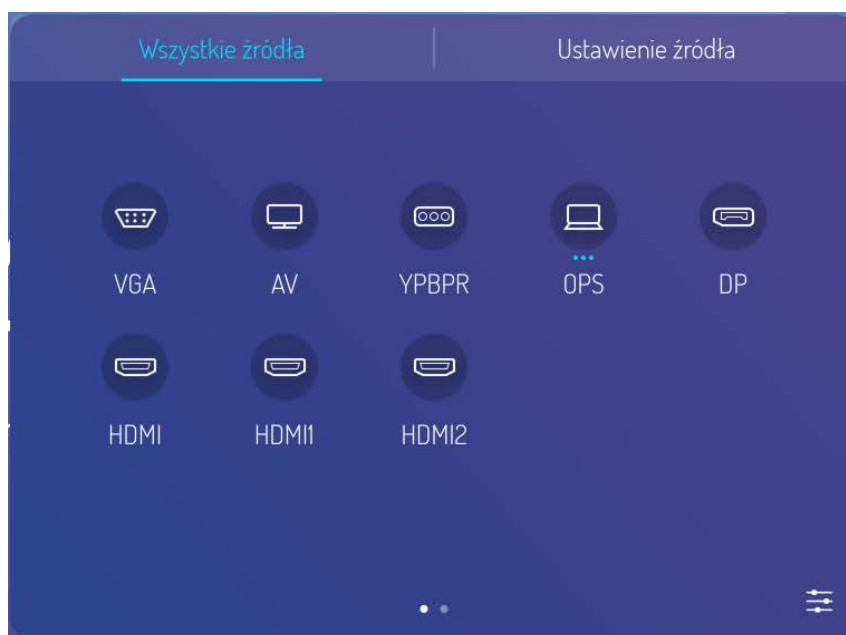 Wszystkie źródła
Ustawienie źródła
VGA
AV
YPBPR
OPS
DP
HDMI
HDMI1
HDMI2